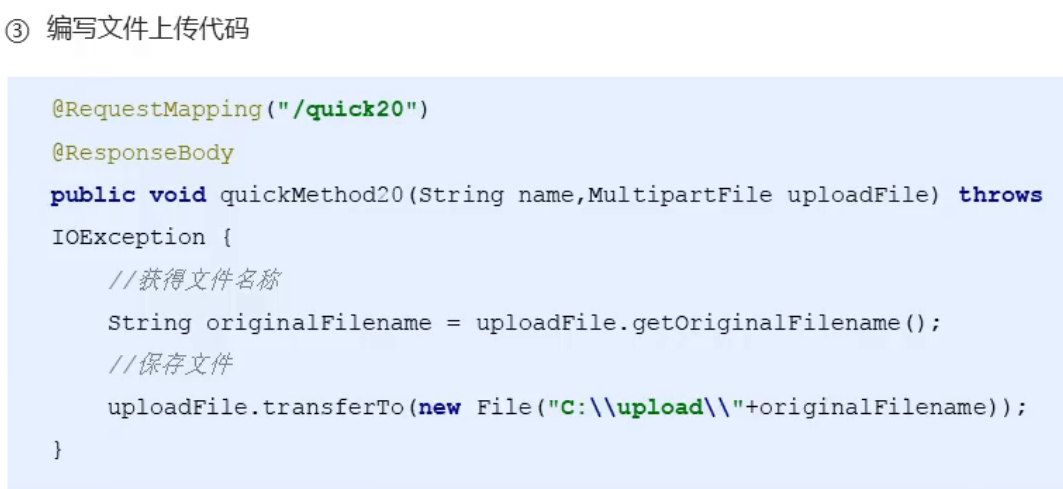 ③ 编写文件上传代码
@RequestMapping("/quick20")
@ResponseBody
public void quickMethod20(String name,MultipartFile uploadFile) throws
IOException {
//获得文件名称
String originalFilename = uploadFile.getOriginalFilename();
//保存文件
uploadFile.transferTo(new File("C:\\upload\\"+originalFilename));
}